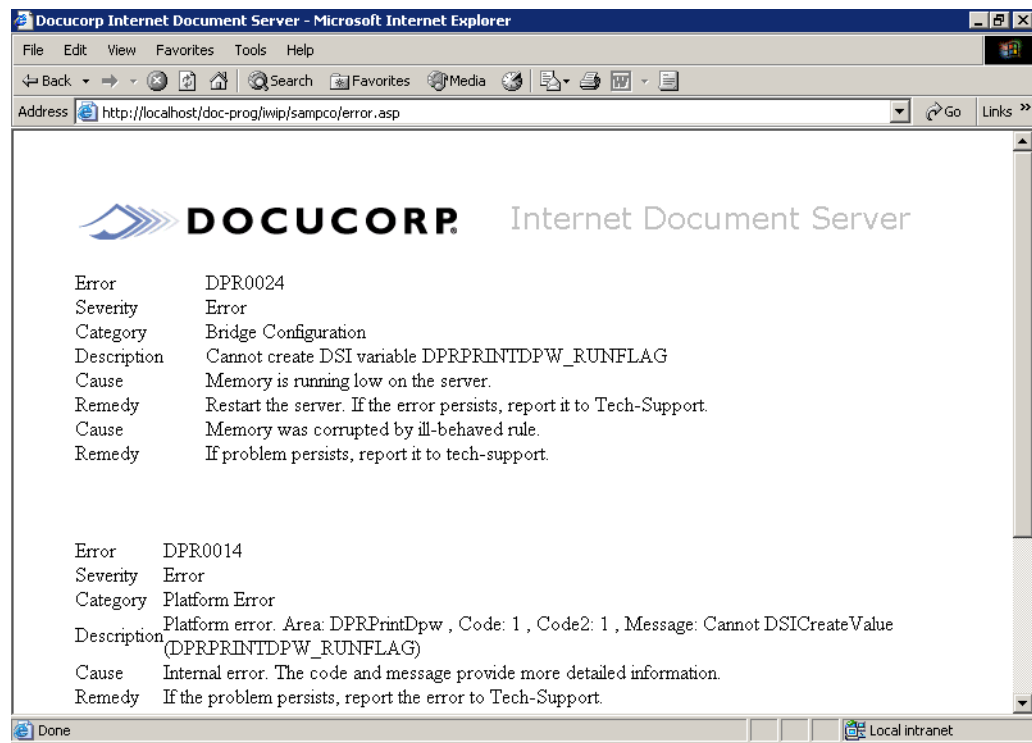 Docucorp Internet Document Server - Microsoft Internet Explorer
File Edit View Favorites Tools Help
Back Search Favorites Media
Address http://localhost/doc-prog/iwip/sampco/error.asp Go Links »
DOCUCORP. Internet Document Server
Error DPR0024
Severity Error
Category Bridge Configuration
Description Cannot create DSI variable DPRPRINTDPW_RUNFLAG
Cause Memory is running low on the server.
Remedy Restart the server. If the error persists, report it to Tech-Support.
Cause Memory was corrupted by ill-behaved rule.
Remedy If problem persists, report it to tech-support.
Error DPR0014
Severity Error
Category Platform Error
Description Platform error. Area: DPRPrintDpw , Code: 1 , Code2: 1 , Message: Cannot DSICreateValue
(DPRPRINTDPW_RUNFLAG)
Cause Internal error. The code and message provide more detailed information.
Remedy If the problem persists, report the error to Tech-Support.
Done Local intranet